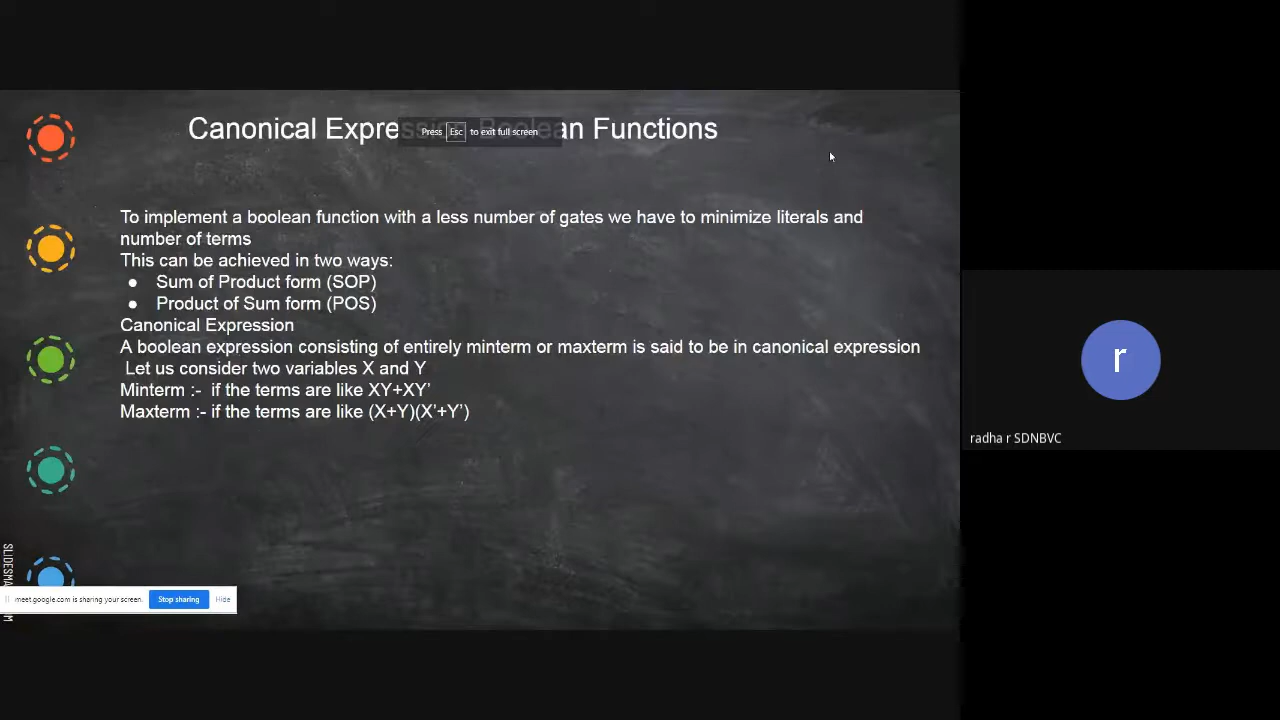 Canonical Expression Boolean Functions
Press Esc to exit full screen
To implement a boolean function with a less number of gates we have to minimize literals and
number of terms
This can be achieved in two ways:
● Sum of Product form (SOP)
● Product of Sum form (POS)
Canonical Expression
A boolean expression consisting of entirely minterm or maxterm is said to be in canonical expression
Let us consider two variables X and Y
Minterm :- if the terms are like XY+XY’
Maxterm :- if the terms are like (X+Y)(X’+Y’)
r
radha r SDNBVC
meet.google.com is sharing your screen.
Stop sharing
Hide